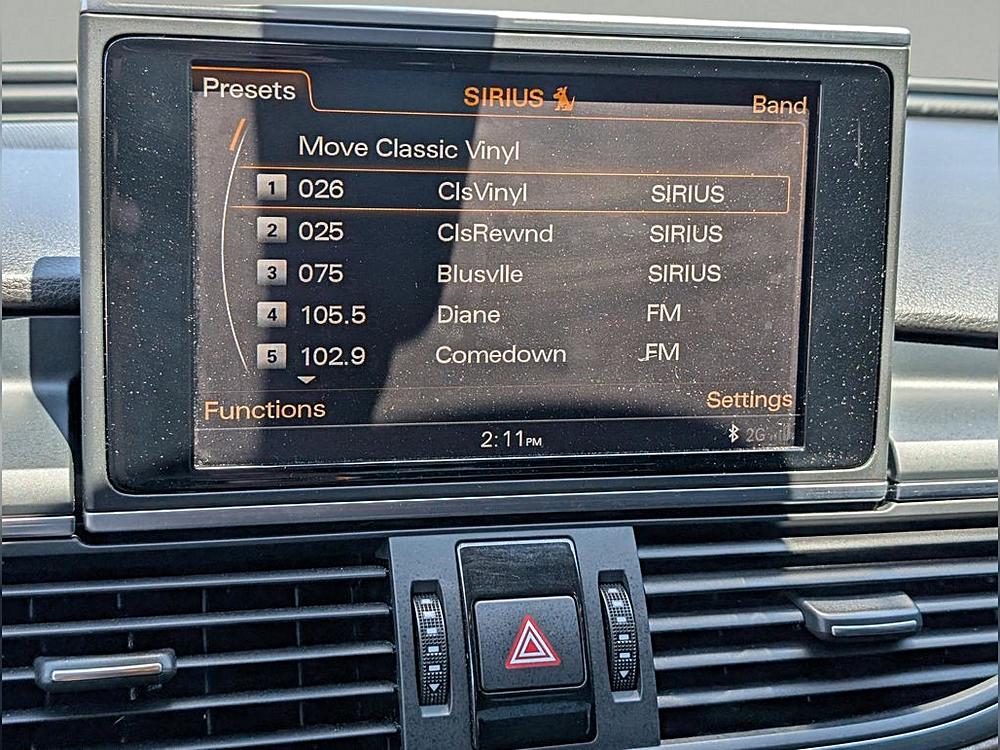 Presets SIRIUS Band
Move Classic Vinyl
1 026 ClsVinyl SIRIUS
2 025 ClsRewnd SIRIUS
3 075 Blusvlle SIRIUS
4 105.5 Diane FM
5 102.9 Comedown FM
Functions Settings
2:11PM 2G